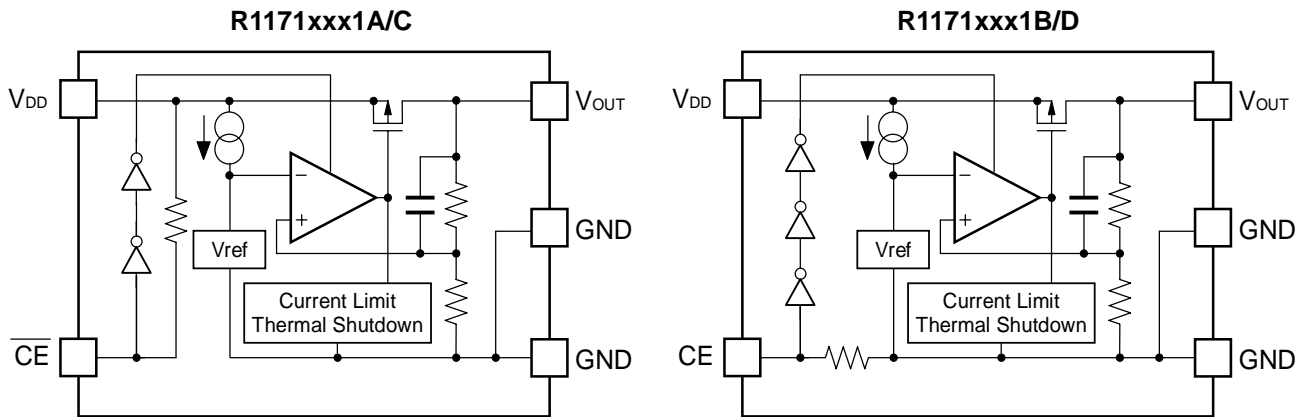 R1171xxx1A/C
VDD
VOUT
−
+
Vref
GND
Current Limit
Thermal Shutdown
C̅E̅
GND
R1171xxx1B/D
VDD
VOUT
−
+
Vref
GND
Current Limit
Thermal Shutdown
CE
GND